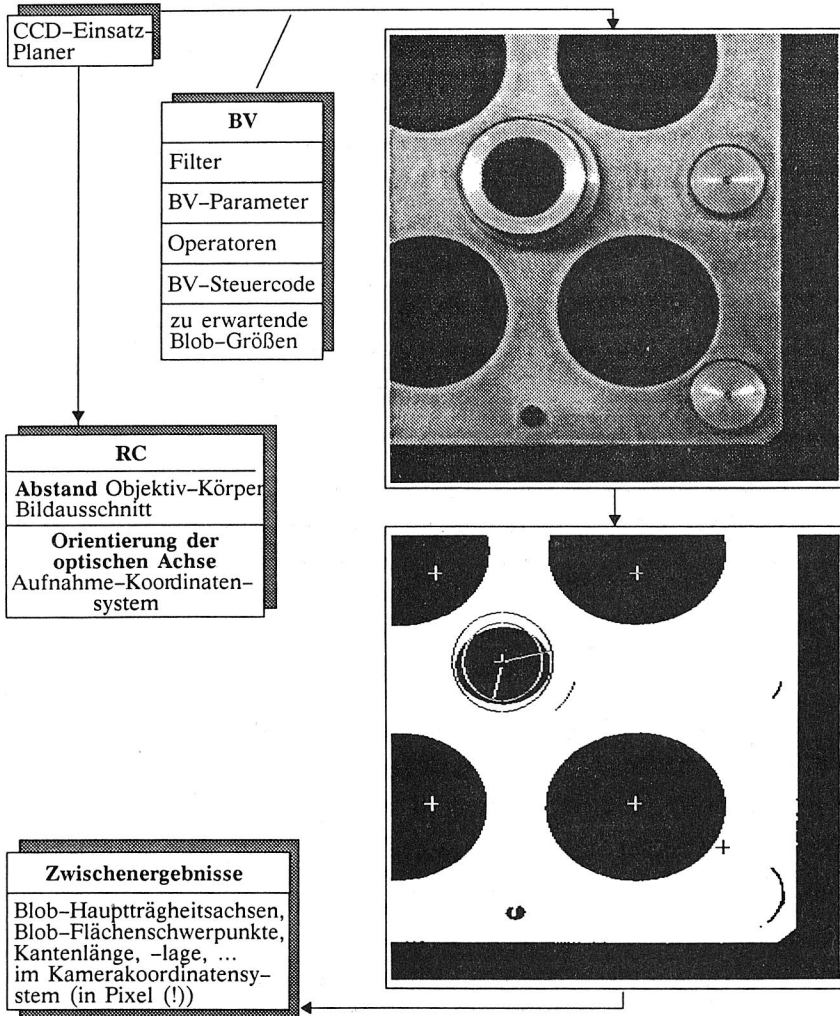 CCD–Einsatz-
Planer
BV
Filter
BV–Parameter
Operatoren
BV–Steuercode
zu erwartende
Blob–Größen
RC
Abstand Objektiv–Körper
Bildausschnitt
Orientierung der
optischen Achse
Aufnahme–Koordinaten-
system
Zwischenergebnisse
Blob–Hauptträgheitsachsen,
Blob–Flächenschwerpunkte,
Kantenlänge, –lage, ...
im Kamerakoordinatensy-
stem (in Pixel (!))